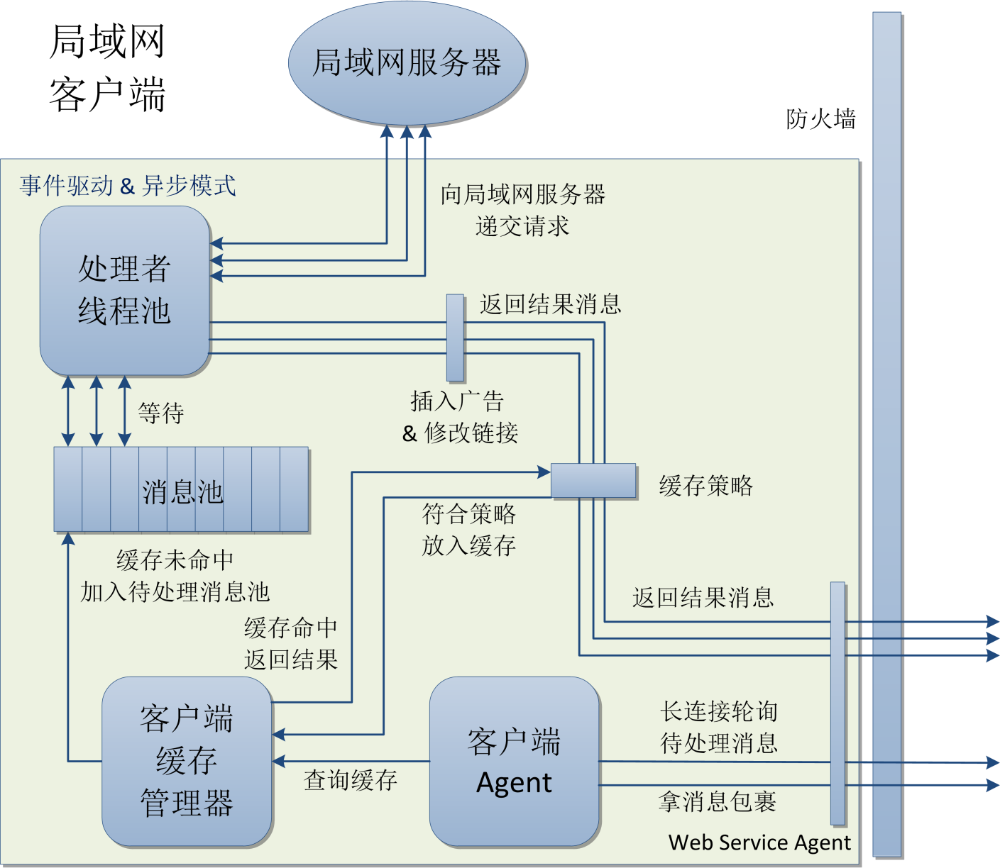 局域网
客户端
局域网服务器
防火墙
事件驱动 & 异步模式
向局域网服务器
递交请求
处理者
线程池
返回结果消息
插入广告
& 修改链接
等待
消息池
缓存策略
符合策略
放入缓存
缓存未命中
加入待处理消息池
返回结果消息
缓存命中
返回结果
客户端
缓存
管理器
查询缓存
客户端
Agent
长连接轮询
待处理消息
拿消息包裹
Web Service Agent